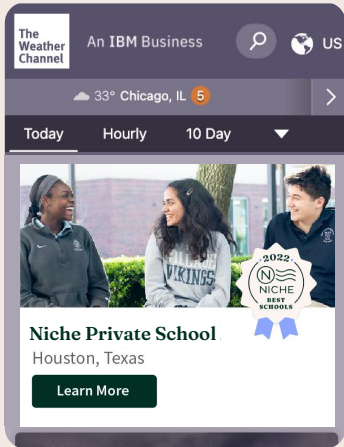 The
Weather
Channel
An IBM Business
US
33° Chicago, IL 5
Today Hourly 10 Day
VIKINGS
·2022·
N
NICHE
BEST
SCHOOLS
Niche Private School
Houston, Texas
Learn More